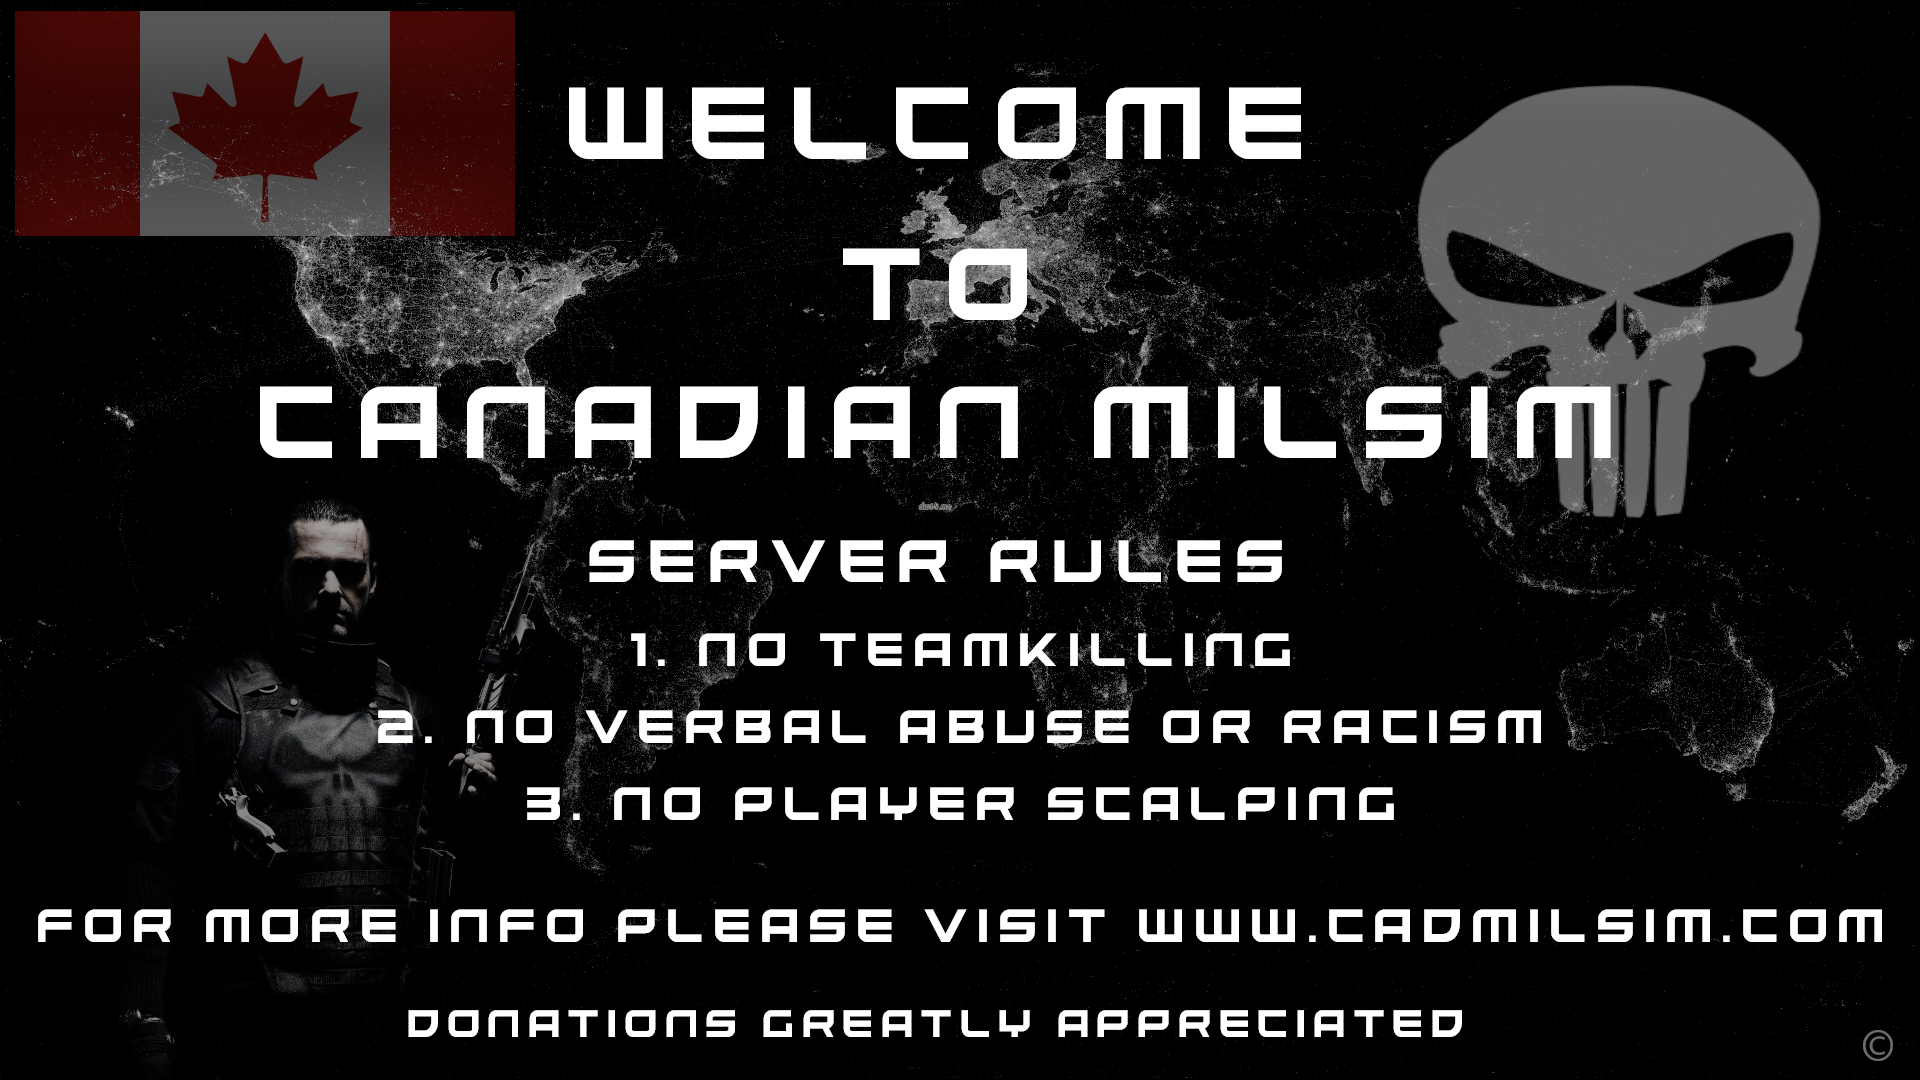 WELCOME
TO
CANADIAN MILSIM
SERVER RULES
1. NO TEAMKILLING
2. NO VERBAL ABUSE OR RACISM
3. NO PLAYER SCALPING
FOR MORE INFO PLEASE VISIT WWW.CADMILSIM.COM
DONATIONS GREATLY APPRECIATED
©